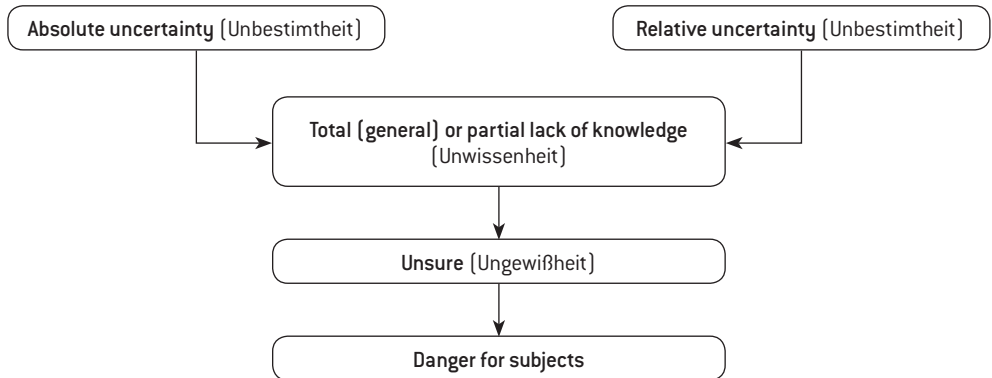 Absolute uncertainty (Unbestimtheit)
Relative uncertainty (Unbestimtheit)
Total (general) or partial lack of knowledge
(Unwissenheit)
Unsure (Ungewißheit)
Danger for subjects